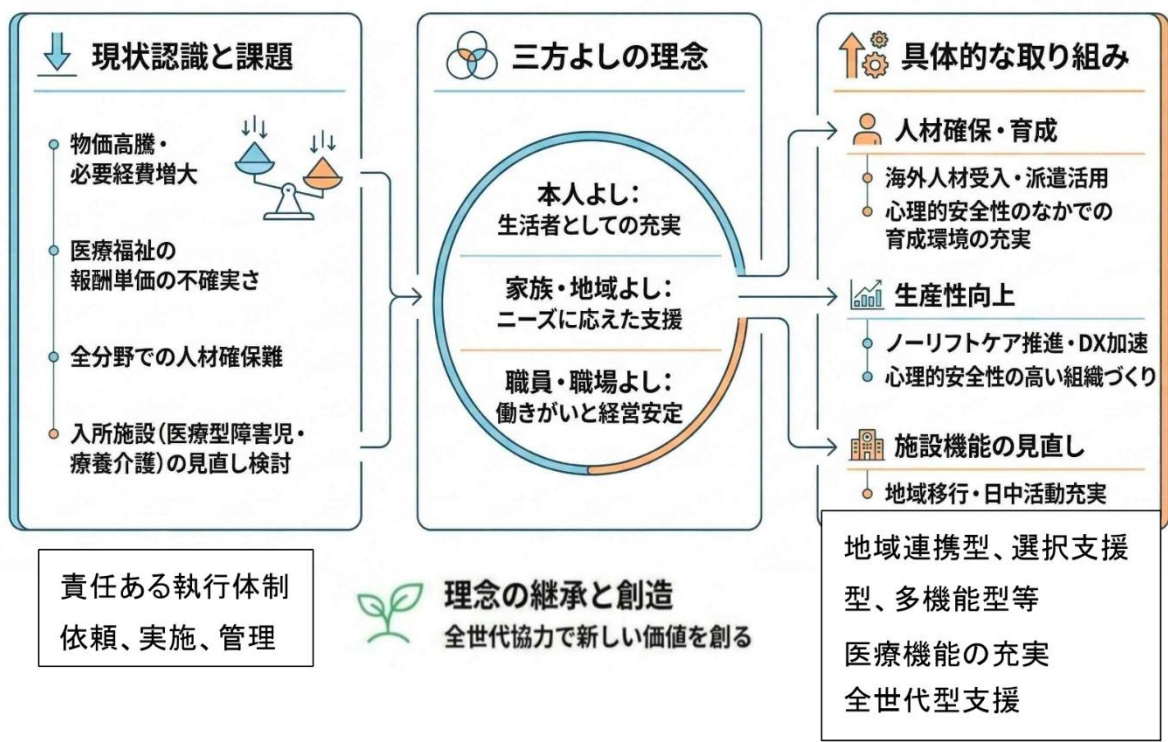 現状認識と課題
物価高騰・
必要経費増大
医療福祉の
報酬単価の不確実さ
全分野での人材確保難
入所施設(医療型障害児・
療養介護)の見直し検討
三方よしの理念
本人よし：
生活者としての充実
家族・地域よし：
ニーズに応えた支援
職員・職場よし：
働きがいと経営安定
具体的な取り組み
人材確保・育成
海外人材受入・派遣活用
心理的安全性のなかでの
育成環境の充実
生産性向上
ノーリフトケア推進・DX加速
心理的安全性の高い組織づくり
施設機能の見直し
地域移行・日中活動充実
責任ある執行体制
依頼、実施、管理
理念の継承と創造
全世代協力で新しい価値を創る
地域連携型、選択支援
型、多機能型等
医療機能の充実
全世代型支援